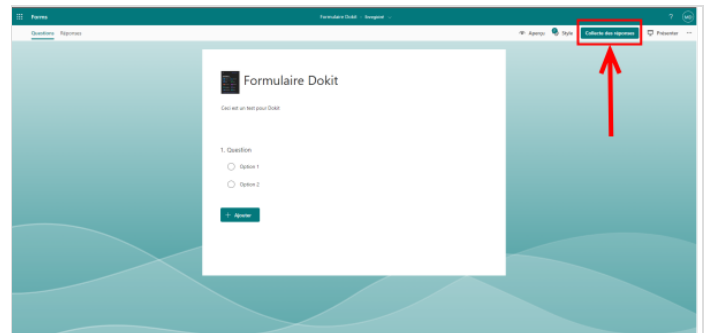 Forms
Formulaire Dokit - Enregistré
?
Questions Réponses
Aperçu Style Collecte des réponses Présenter ...
Formulaire Dokit
Ceci est un test pour Dokit
1. Question
Option 1
Option 2
+ Ajouter